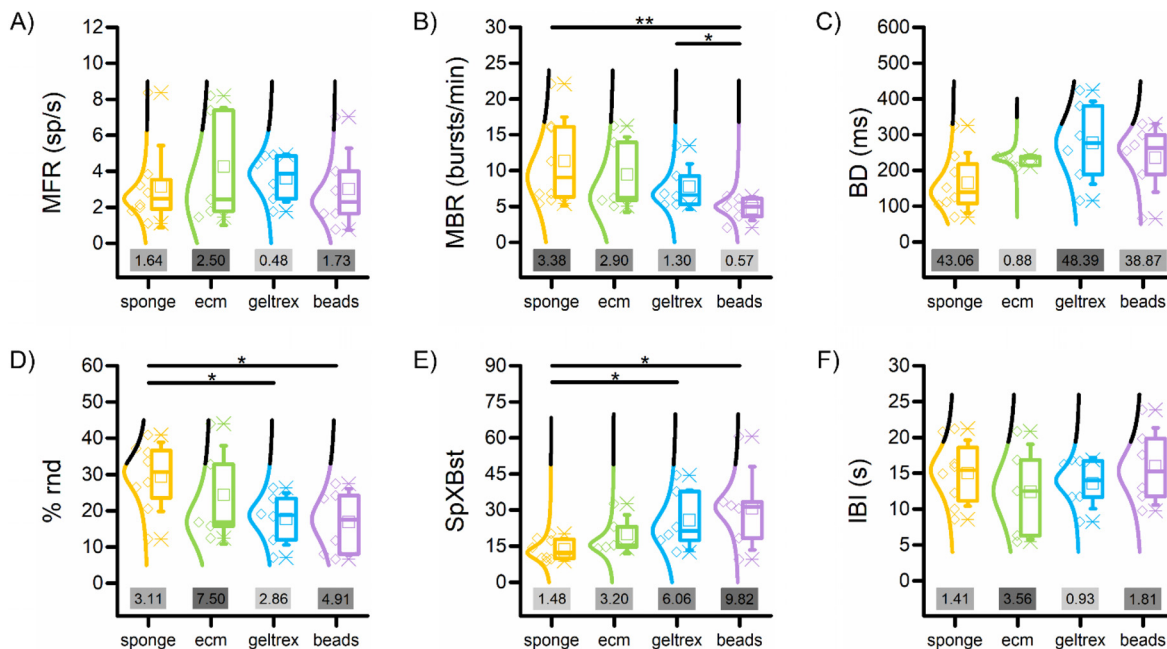 A)
MFR (sp/s)
12
10
8
6
4
2
0
1.64 2.50 0.48 1.73
sponge ecm geltrex beads
B)
MBR (bursts/min)
**
*
30
25
20
15
10
5
0
3.38 2.90 1.30 0.57
sponge ecm geltrex beads
C)
BD (ms)
600
500
400
300
200
100
0
43.06 0.88 48.39 38.87
sponge ecm geltrex beads
D)
% rnd
*
*
60
50
40
30
20
10
0
3.11 7.50 2.86 4.91
sponge ecm geltrex beads
E)
SpXBst
*
*
90
75
60
45
30
15
0
1.48 3.20 6.06 9.82
sponge ecm geltrex beads
F)
IBI (s)
30
25
20
15
10
5
0
1.41 3.56 0.93 1.81
sponge ecm geltrex beads